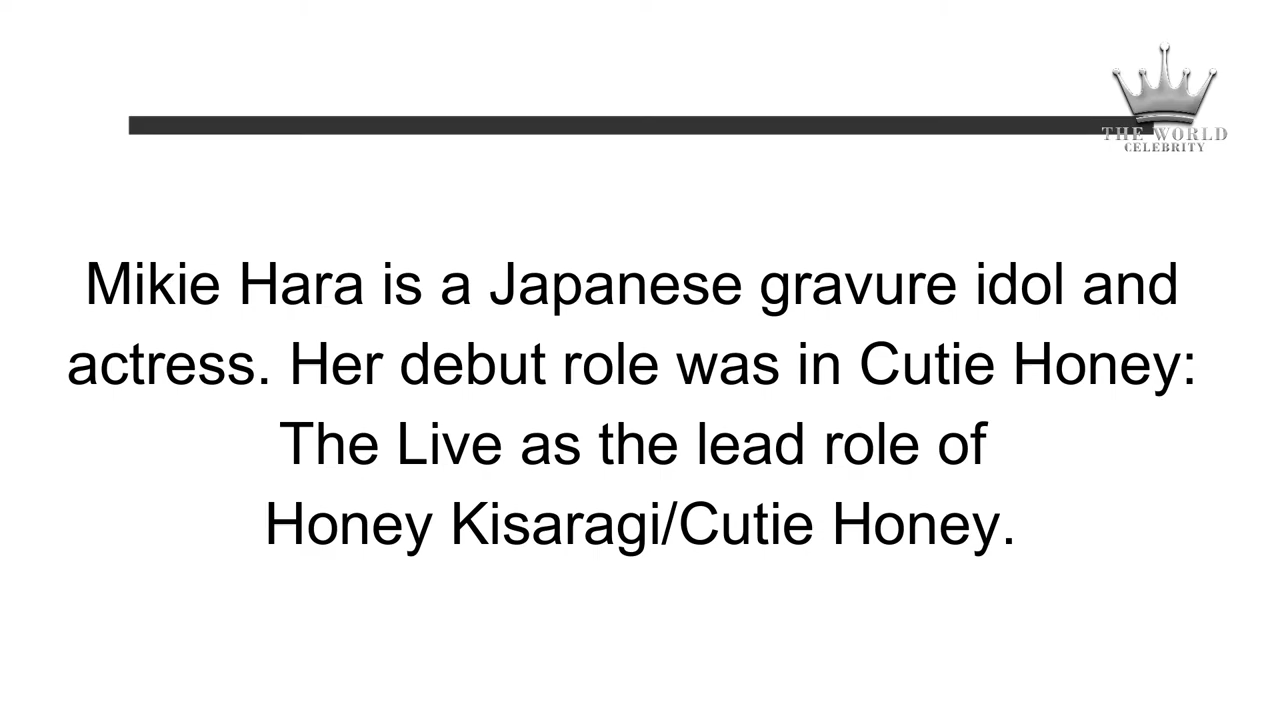 THE WORLD
CELEBRITY
Mikie Hara is a Japanese gravure idol and
actress. Her debut role was in Cutie Honey:
The Live as the lead role of
Honey Kisaragi/Cutie Honey.